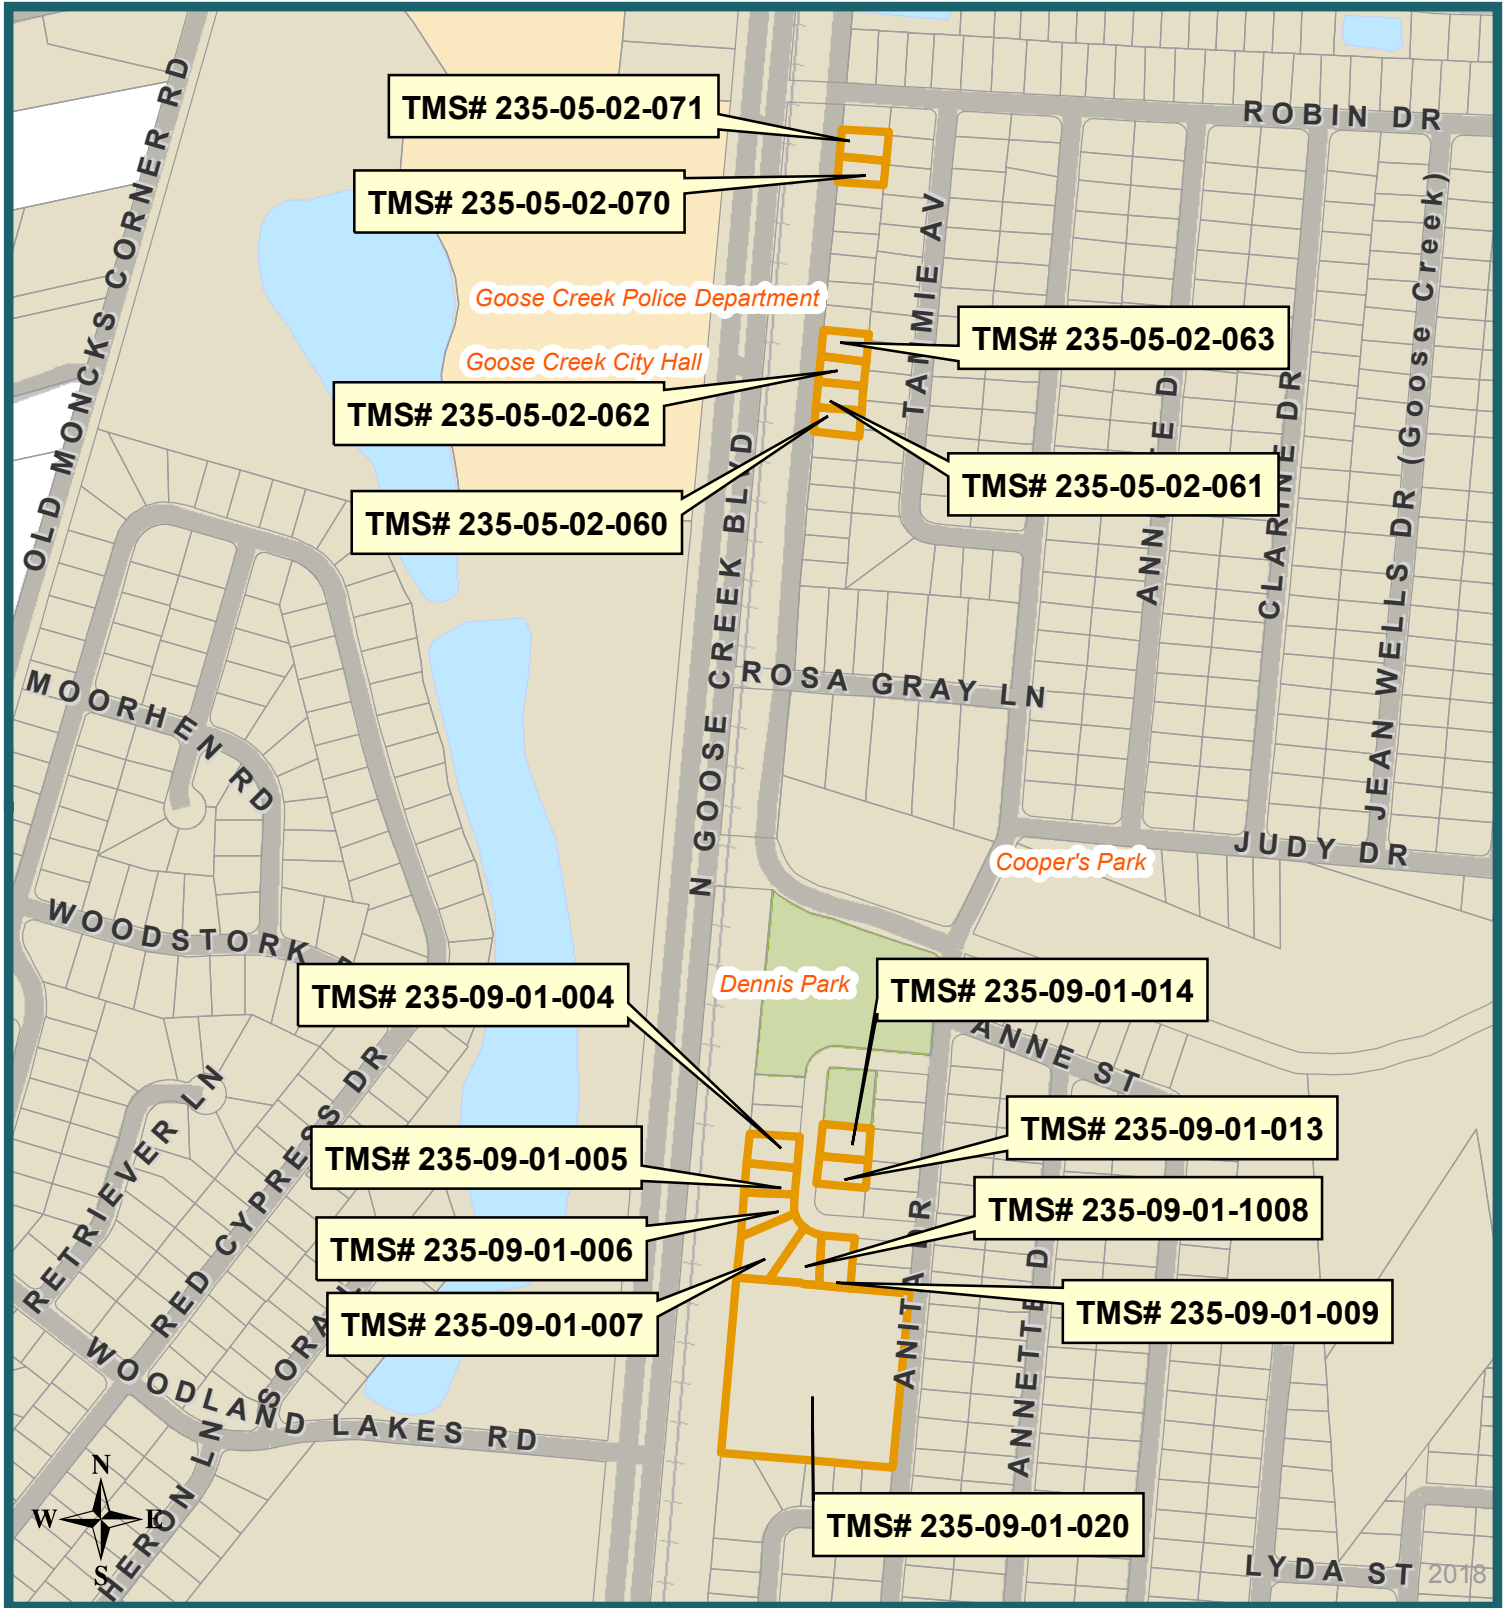 ROBIN DR
TMS# 235-05-02-071
TMS# 235-05-02-070
OLD MONCKS CORNER RD
TAMMIE AV
JEAN WELLS DR (Goose Creek)
Goose Creek Police Department
TMS# 235-05-02-063
Goose Creek City Hall
TMS# 235-05-02-062
TMS# 235-05-02-061
TMS# 235-05-02-060
CLARINE DR
N GOOSE CREEK BLVD
ROSA GRAY LN
MOORHEN RD
JUDY DR
Cooper's Park
WOODSTORK
Dennis Park
TMS# 235-09-01-004
TMS# 235-09-01-014
ANNE ST
RETRIEVER LN
RED CYPRESS DR
TMS# 235-09-01-013
TMS# 235-09-01-005
TMS# 235-09-01-1008
TMS# 235-09-01-006
TMS# 235-09-01-009
TMS# 235-09-01-007
ANITA DR
ANNETTE D
SORA
WOODLAND LAKES RD
HERON LN
N
W
E
S
TMS# 235-09-01-020
LYDA ST
2018